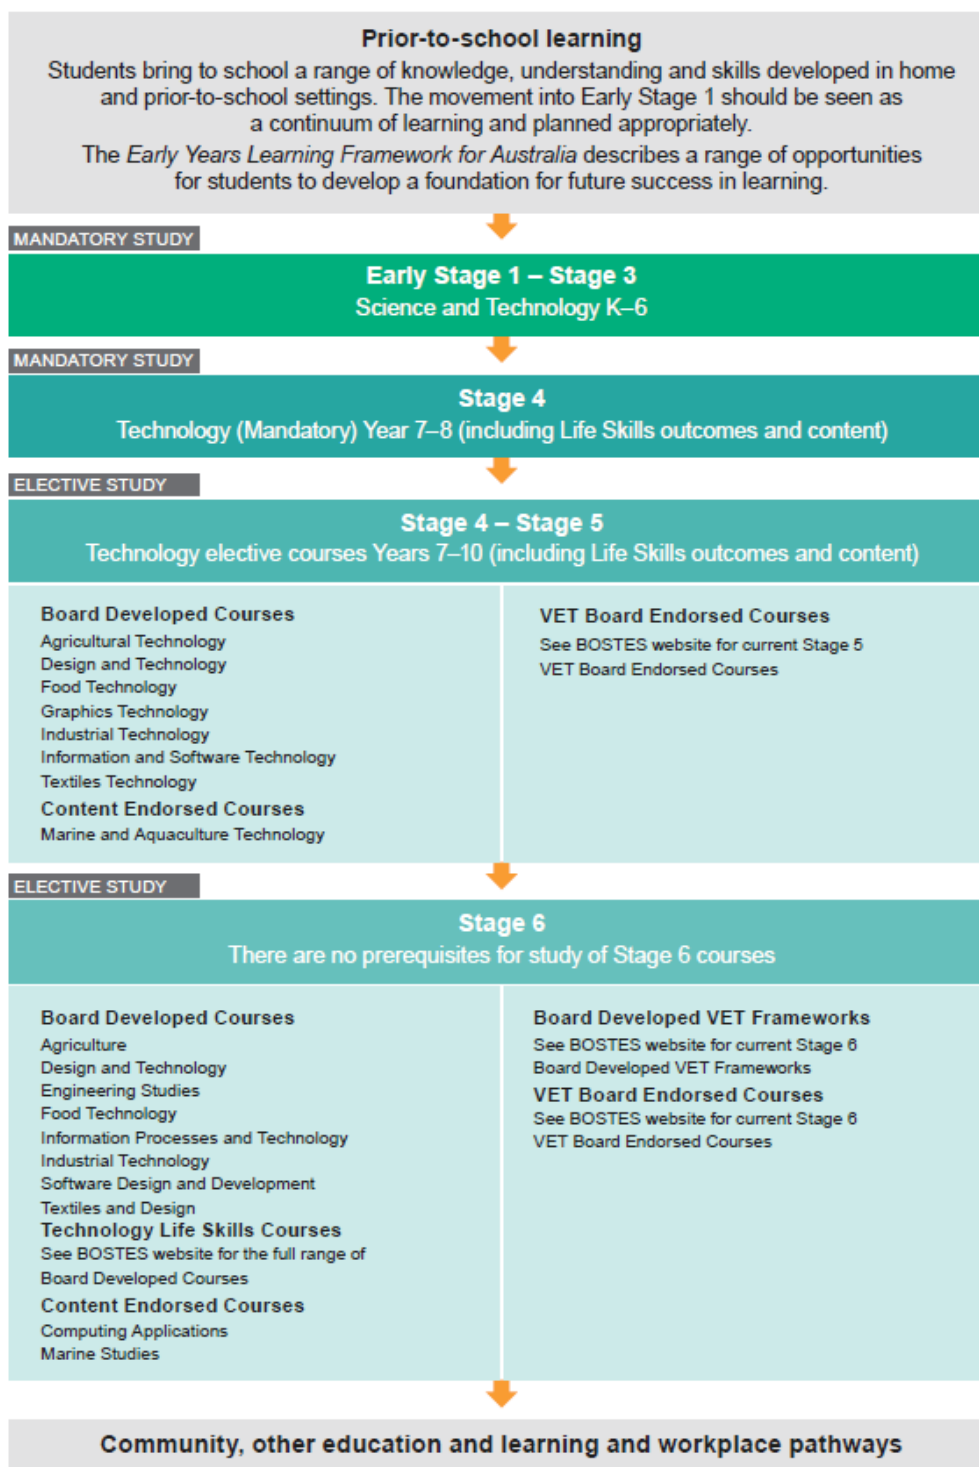 Prior-to-school learning
Students bring to school a range of knowledge, understanding and skills developed in home
and prior-to-school settings. The movement into Early Stage 1 should be seen as
a continuum of learning and planned appropriately.
The Early Years Learning Framework for Australia describes a range of opportunities
for students to develop a foundation for future success in learning.
MANDATORY STUDY
Early Stage 1 – Stage 3
Science and Technology K–6
MANDATORY STUDY
Stage 4
Technology (Mandatory) Year 7–8 (including Life Skills outcomes and content)
ELECTIVE STUDY
Stage 4 – Stage 5
Technology elective courses Years 7–10 (including Life Skills outcomes and content)
Board Developed Courses
Agricultural Technology
Design and Technology
Food Technology
Graphics Technology
Industrial Technology
Information and Software Technology
Textiles Technology
Content Endorsed Courses
Marine and Aquaculture Technology
VET Board Endorsed Courses
See BOSTES website for current Stage 5
VET Board Endorsed Courses
ELECTIVE STUDY
Stage 6
There are no prerequisites for study of Stage 6 courses
Board Developed Courses
Agriculture
Design and Technology
Engineering Studies
Food Technology
Information Processes and Technology
Industrial Technology
Software Design and Development
Textiles and Design
Technology Life Skills Courses
See BOSTES website for the full range of
Board Developed Courses
Content Endorsed Courses
Computing Applications
Marine Studies
Board Developed VET Frameworks
See BOSTES website for current Stage 6
Board Developed VET Frameworks
VET Board Endorsed Courses
See BOSTES website for current Stage 6
VET Board Endorsed Courses
Community, other education and learning and workplace pathways